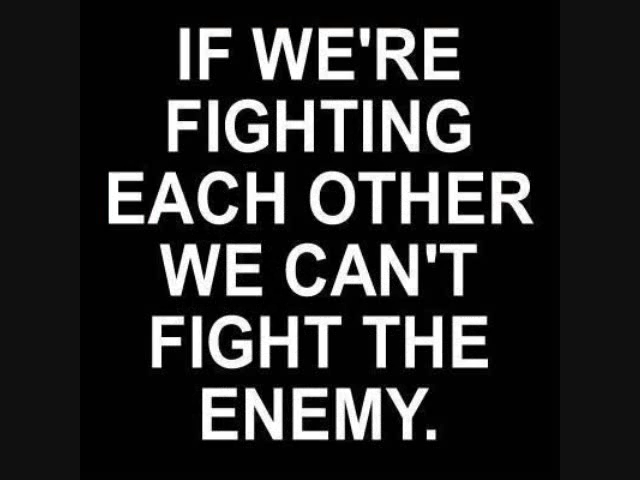 IF WE'RE
FIGHTING
EACH OTHER
WE CAN'T
FIGHT THE
ENEMY.